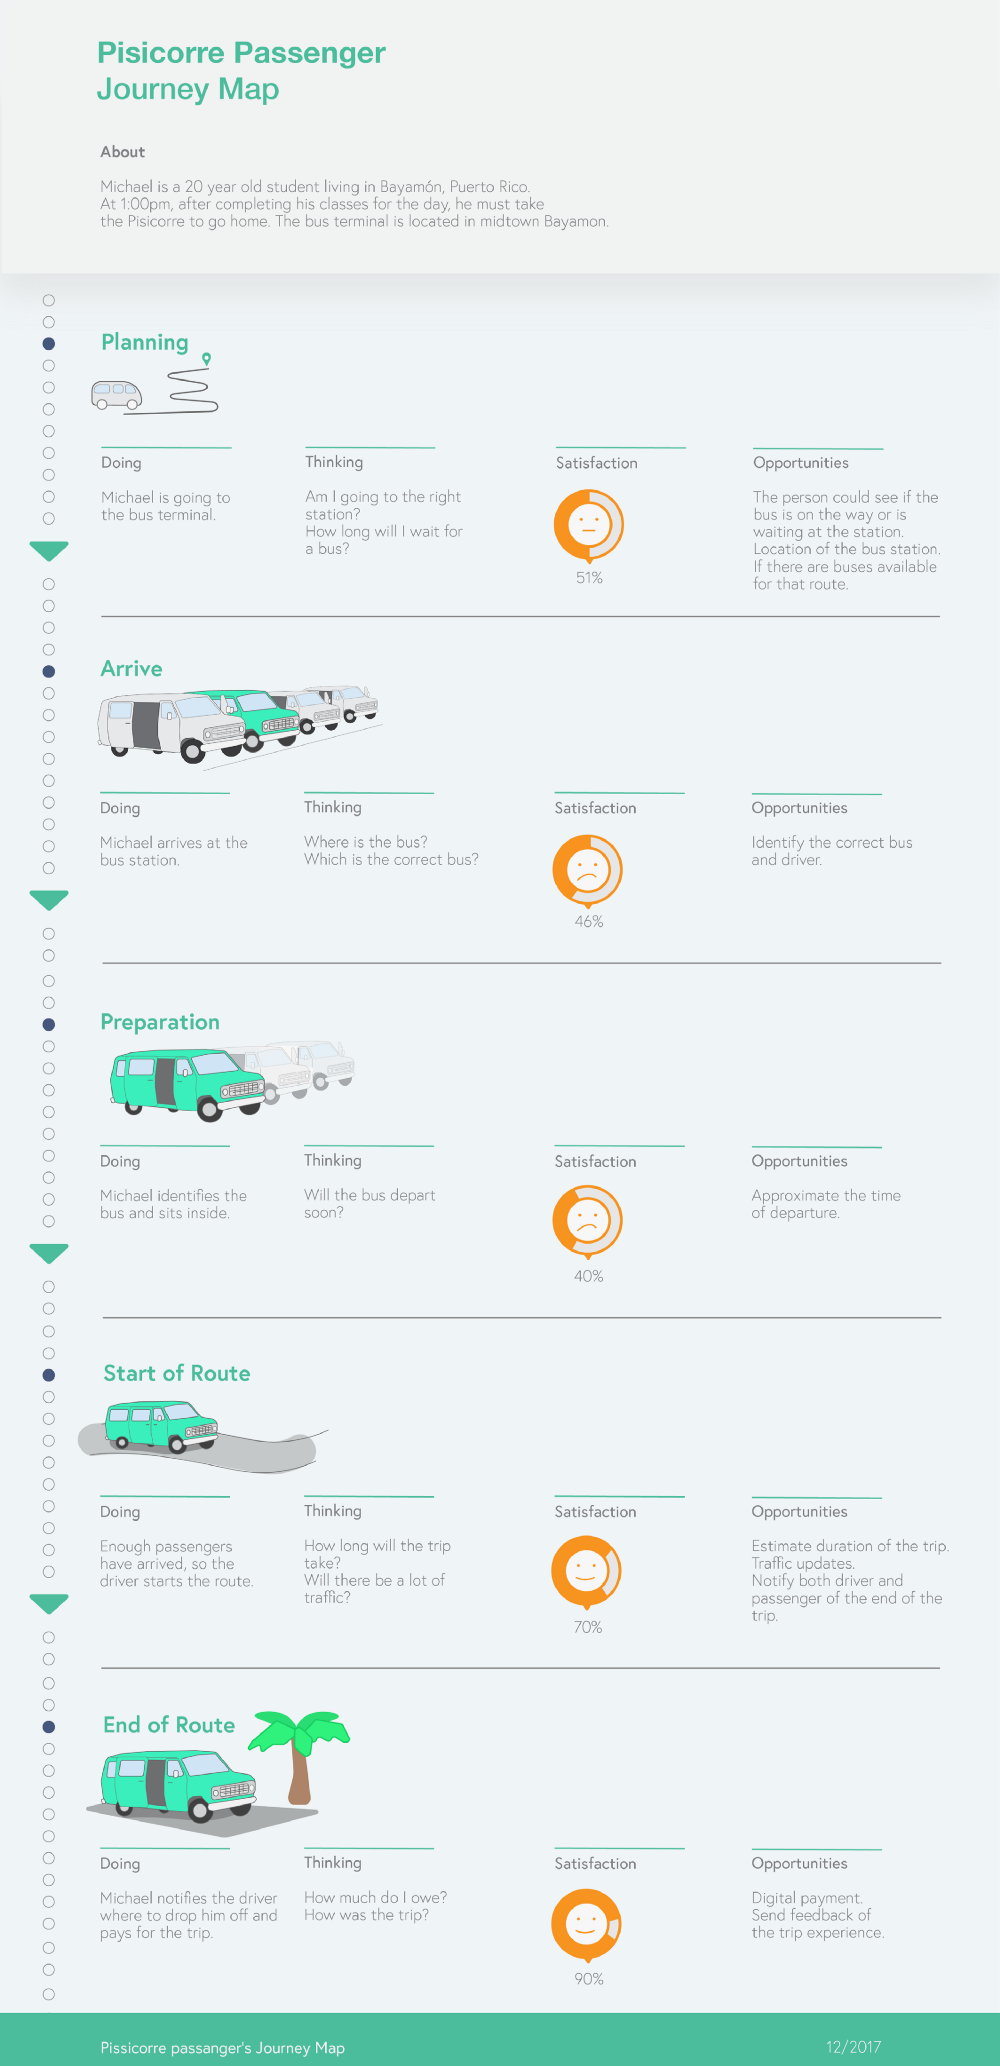 Pisicorre Passenger
Journey Map
About
Michael is a 20 year old student living in Bayamón, Puerto Rico.
At 1:00pm, after completing his classes for the day, he must take
the Pisicorre to go home. The bus terminal is located in midtown Bayamon.
Planning
Doing
Michael is going to
the bus terminal.
Thinking
Am I going to the right
station?
How long will I wait for
a bus?
Satisfaction
51%
Opportunities
The person could see if the
bus is on the way or is
waiting at the station.
Location of the bus station.
If there are buses available
for that route.
Arrive
Doing
Michael arrives at the
bus station.
Thinking
Where is the bus?
Which is the correct bus?
Satisfaction
46%
Opportunities
Identify the correct bus
and driver.
Preparation
Doing
Michael identifies the
bus and sits inside.
Thinking
Will the bus depart
soon?
Satisfaction
40%
Opportunities
Approximate the time
of departure.
Start of Route
Doing
Enough passengers
have arrived, so the
driver starts the route.
Thinking
How long will the trip
take?
Will there be a lot of
traffic?
Satisfaction
70%
Opportunities
Estimate duration of the trip.
Traffic updates.
Notify both driver and
passenger of the end of the
trip.
End of Route
Doing
Michael notifies the driver
where to drop him off and
pays for the trip.
Thinking
How much do I owe?
How was the trip?
Satisfaction
90%
Opportunities
Digital payment.
Send feedback of
the trip experience.
Pissicorre passanger's Journey Map
12/2017